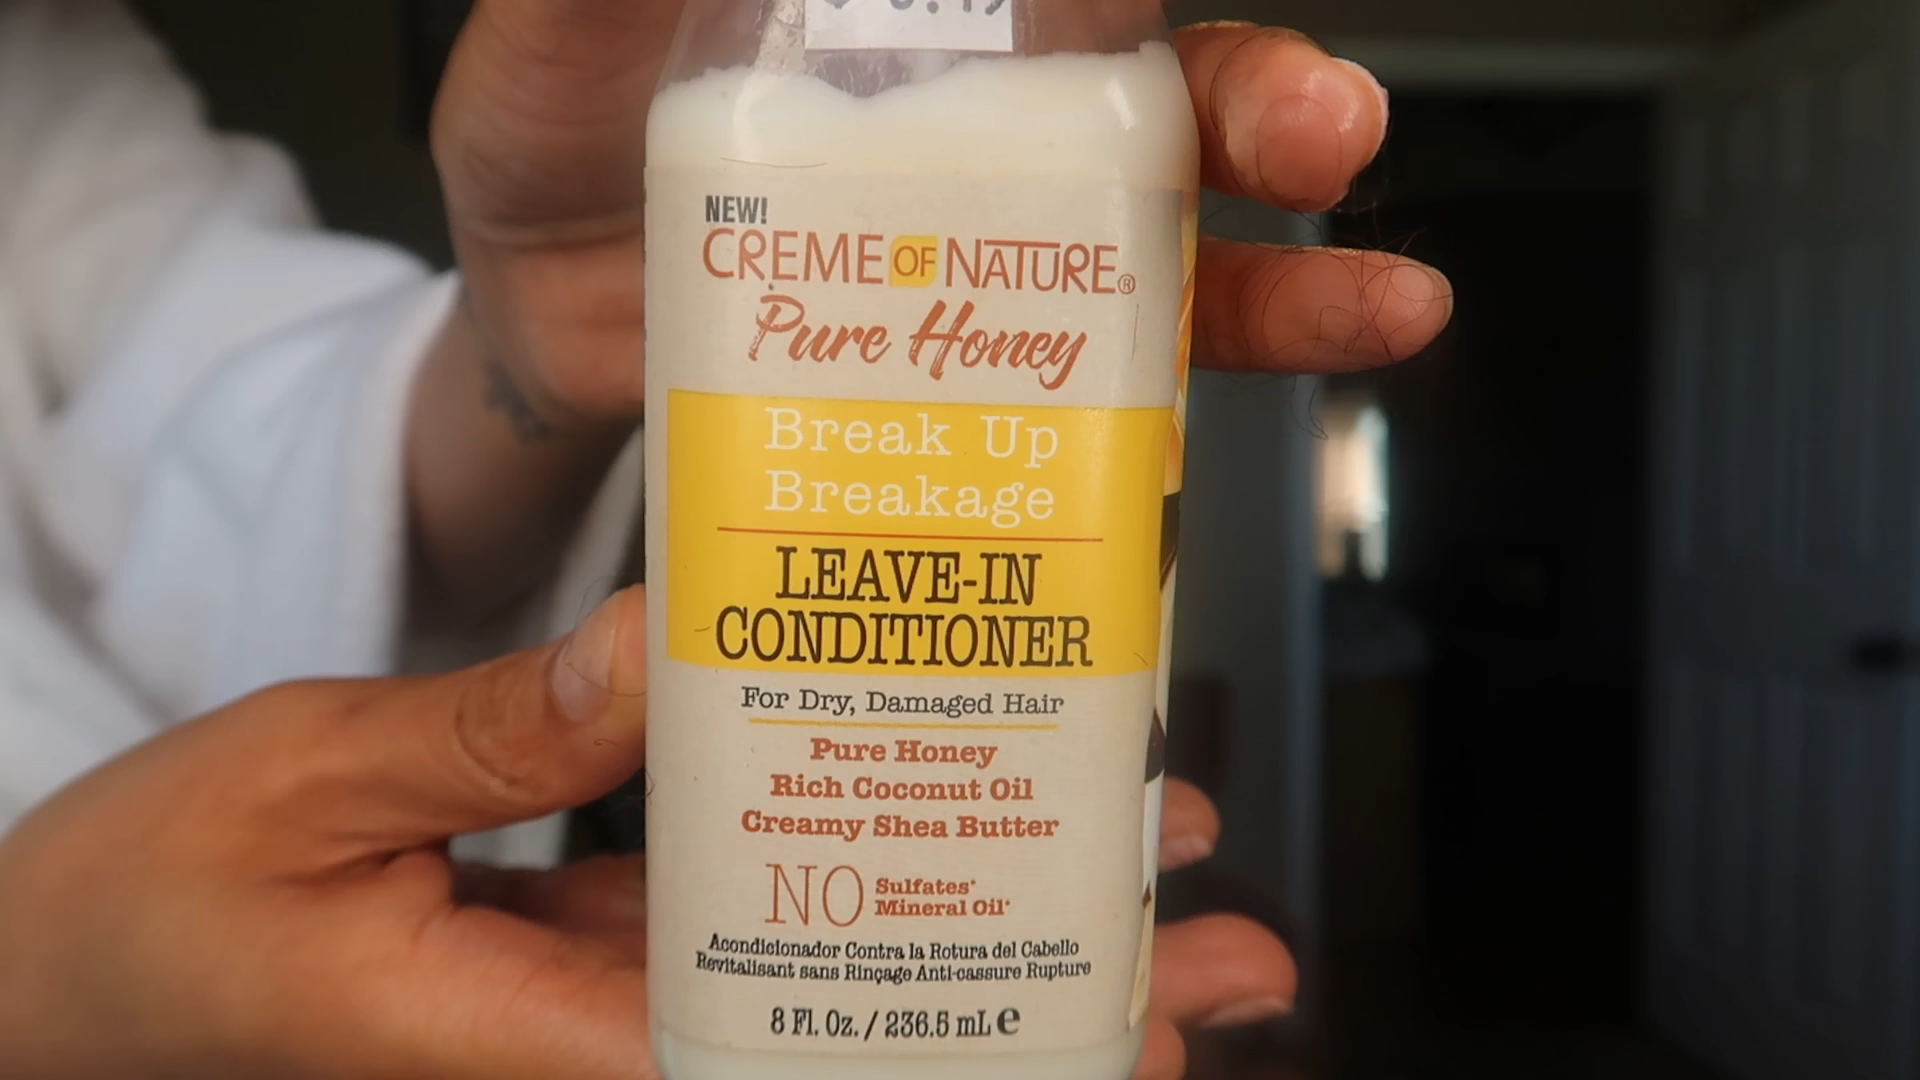 NEW!
CREME OF NATURE®
Pure Honey
Break Up
Breakage
LEAVE-IN
CONDITIONER
For Dry, Damaged Hair
Pure Honey
Rich Coconut Oil
Creamy Shea Butter
NO Sulfates*
Mineral Oil*
Acondicionador Contra la Rotura del Cabello
Revitalisant sans Rinçage Anti-cassure Rupture
8 Fl. Oz. / 236.5 mL ℮